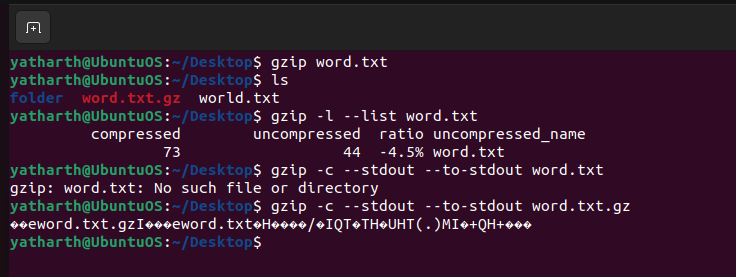 yatharth@UbuntuOS:~/Desktop$ gzip word.txt
yatharth@UbuntuOS:~/Desktop$ ls
folder  word.txt.gz  world.txt
yatharth@UbuntuOS:~/Desktop$ gzip -l --list word.txt
         compressed        uncompressed  ratio uncompressed_name
                 73                  44  -4.5% word.txt
yatharth@UbuntuOS:~/Desktop$ gzip -c --stdout --to-stdout word.txt
gzip: word.txt: No such file or directory
yatharth@UbuntuOS:~/Desktop$ gzip -c --stdout --to-stdout word.txt.gz
��eword.txt.gzI���eword.txt�H����/�IQT�TH�UHT(.)MI�+QH+���
yatharth@UbuntuOS:~/Desktop$